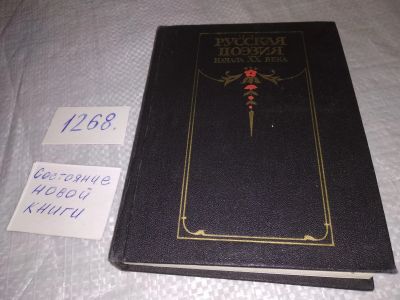 РУССКАЯ
ПОЭЗИЯ
НАЧАЛА XX ВЕКА
1268.
Состояние
новой
книги